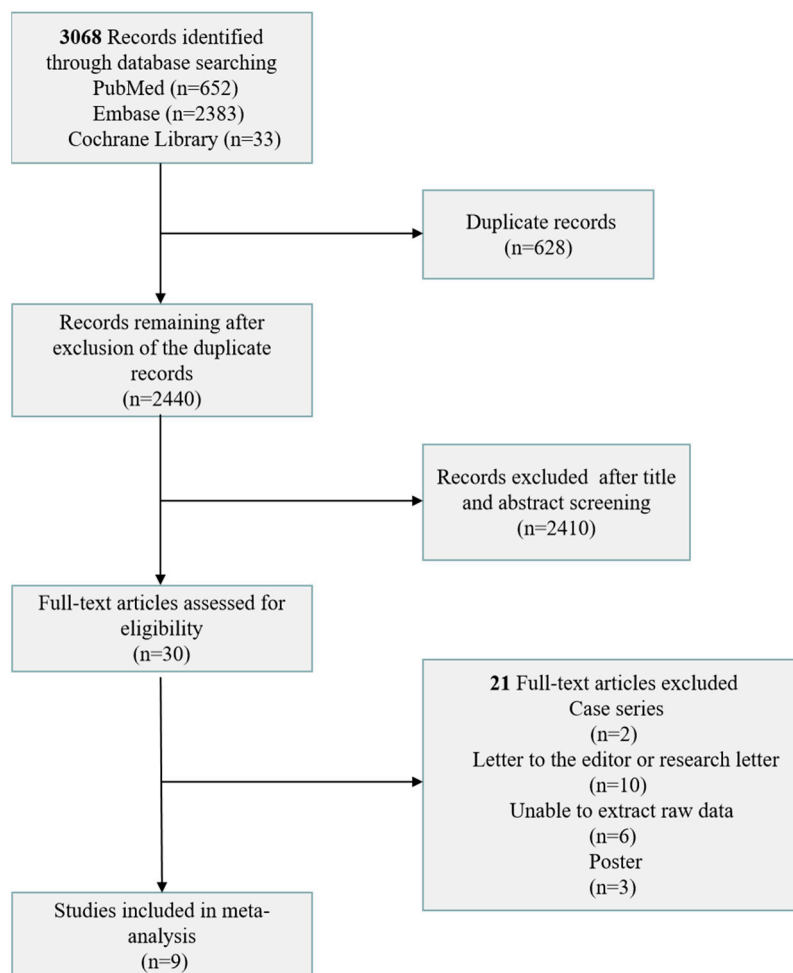 3068 Records identified
through database searching
PubMed (n=652)
Embase (n=2383)
Cochrane Library (n=33)
Duplicate records
(n=628)
Records remaining after
exclusion of the duplicate
records
(n=2440)
Records excluded  after title
and abstract screening
(n=2410)
Full-text articles assessed for
eligibility
(n=30)
21 Full-text articles excluded
Case series
(n=2)
Letter to the editor or research letter
(n=10)
Unable to extract raw data
(n=6)
Poster
(n=3)
Studies included in meta-
analysis
(n=9)